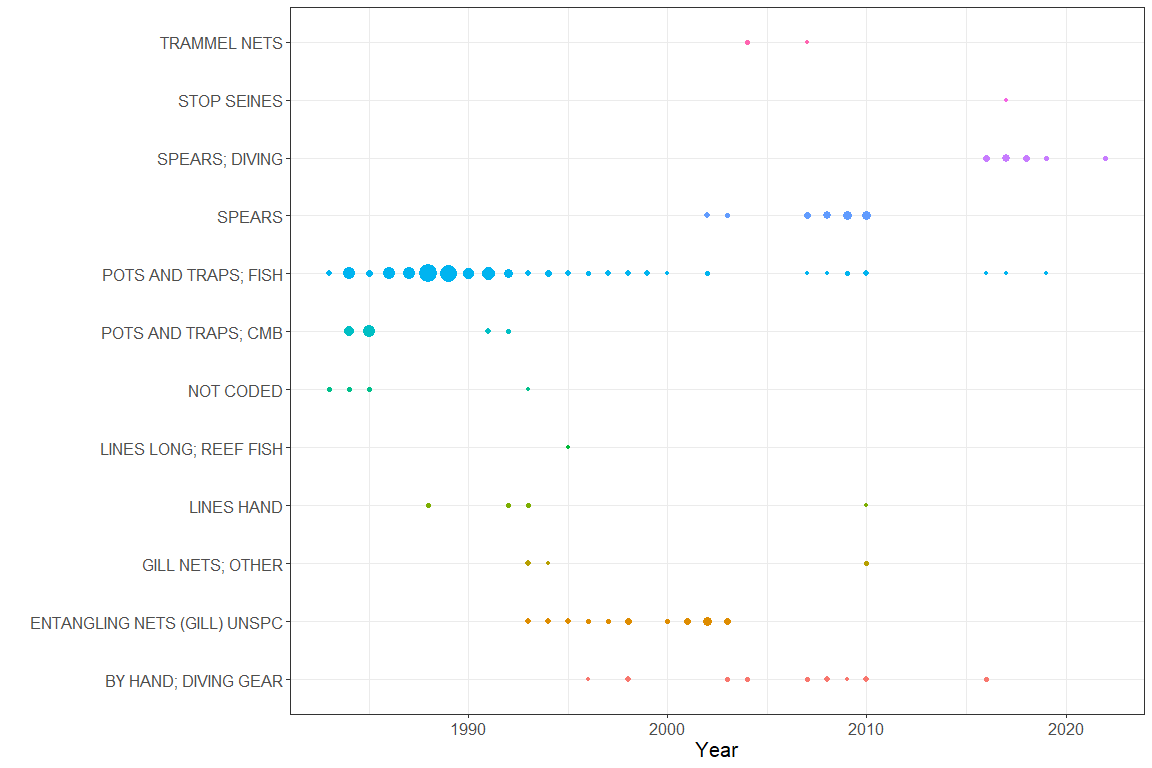 TRAMMEL NETS
STOP SEINES
SPEARS; DIVING
SPEARS
POTS AND TRAPS; FISH
POTS AND TRAPS; CMB
NOT CODED
LINES LONG; REEF FISH
LINES HAND
GILL NETS; OTHER
ENTANGLING NETS (GILL) UNSPC
BY HAND; DIVING GEAR
1990 2000 2010 2020
Year